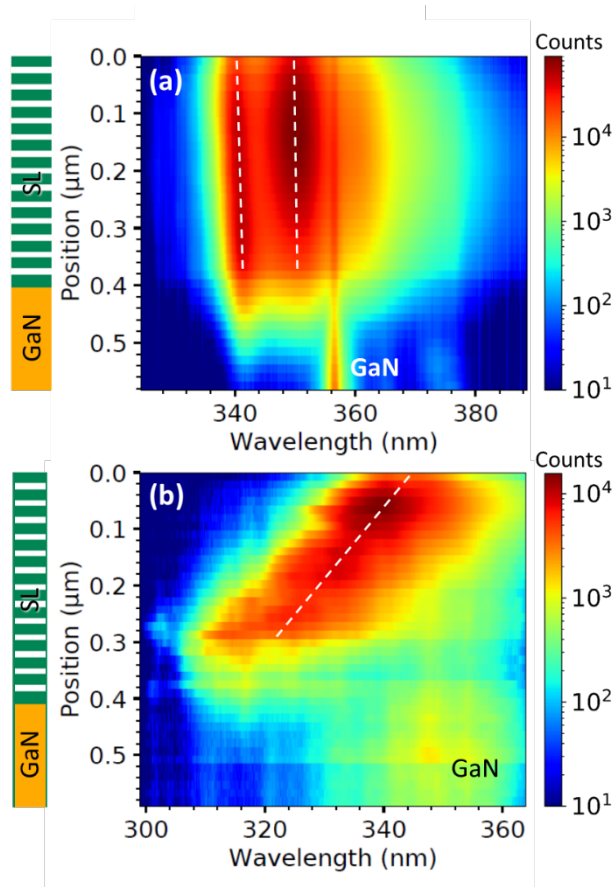 Counts
(a)
0.0
0.1
0.2
0.3
0.4
0.5
Position (µm)
SL
GaN
GaN
10⁴
10³
10²
10¹
340
360
380
Wavelength (nm)
Counts
(b)
0.0
0.1
0.2
0.3
0.4
0.5
Position (µm)
SL
GaN
GaN
10⁴
10³
10²
10¹
300
320
340
360
Wavelength (nm)